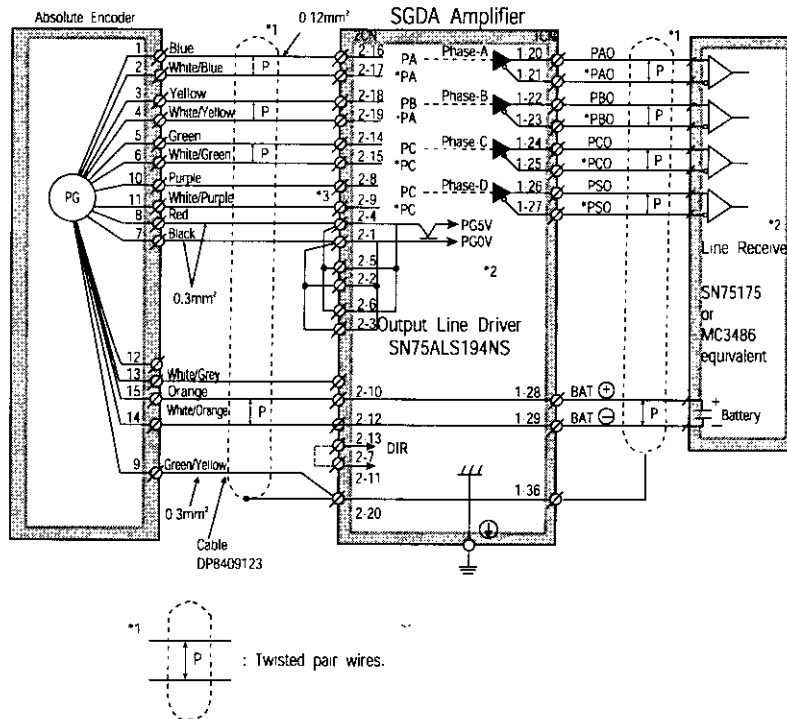 Absolute Encoder
*1
0.12mm²
SGDA Amplifier
2CN
1CN
*1
1
Blue
P
2-16
PA
Phase-A
1-20
PAO
P
2
White/Blue
2-17
*PA
1-21
*PAO
3
Yellow
P
2-18
PB
Phase-B
1-22
PBO
P
4
White/Yellow
2-19
*PA
1-23
*PBO
5
Green
P
2-14
PC
Phase-C
1-24
PCO
P
6
White/Green
2-15
*PC
1-25
*PCO
10
Purple
2-8
PC
Phase-D
1.26
PSO
P
PG
11
White/Purple
*3
2-9
*PC
1-27
*PSO
8
Red
2-4
PG5V
7
Black
2-1
PG0V
*2
0.3mm²
2-5
2-2
2-6
2-3
*2
Line Receive
SN75175
or
MC3486
equivalent
Output Line Driver
SN75ALS194NS
12
13
White/Grey
15
Orange
P
2-10
1-28
BAT ⊕
P
+
Battery
−
14
White/Orange
2-12
1-29
BAT ⊖
2-13
DIR
2-7
2-11
9
Green/Yellow
0.3mm²
2-20
1-36
Cable
DP8409123
*1
P
: Twisted pair wires.